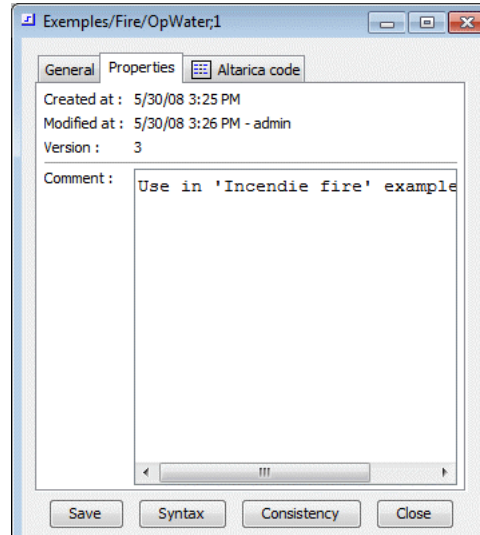 Exemples/Fire/OpWater;1
General Properties Altarica code
Created at : 5/30/08 3:25 PM
Modified at : 5/30/08 3:26 PM - admin
Version : 3
Comment : Use in 'Incendie fire' example
Save Syntax Consistency Close